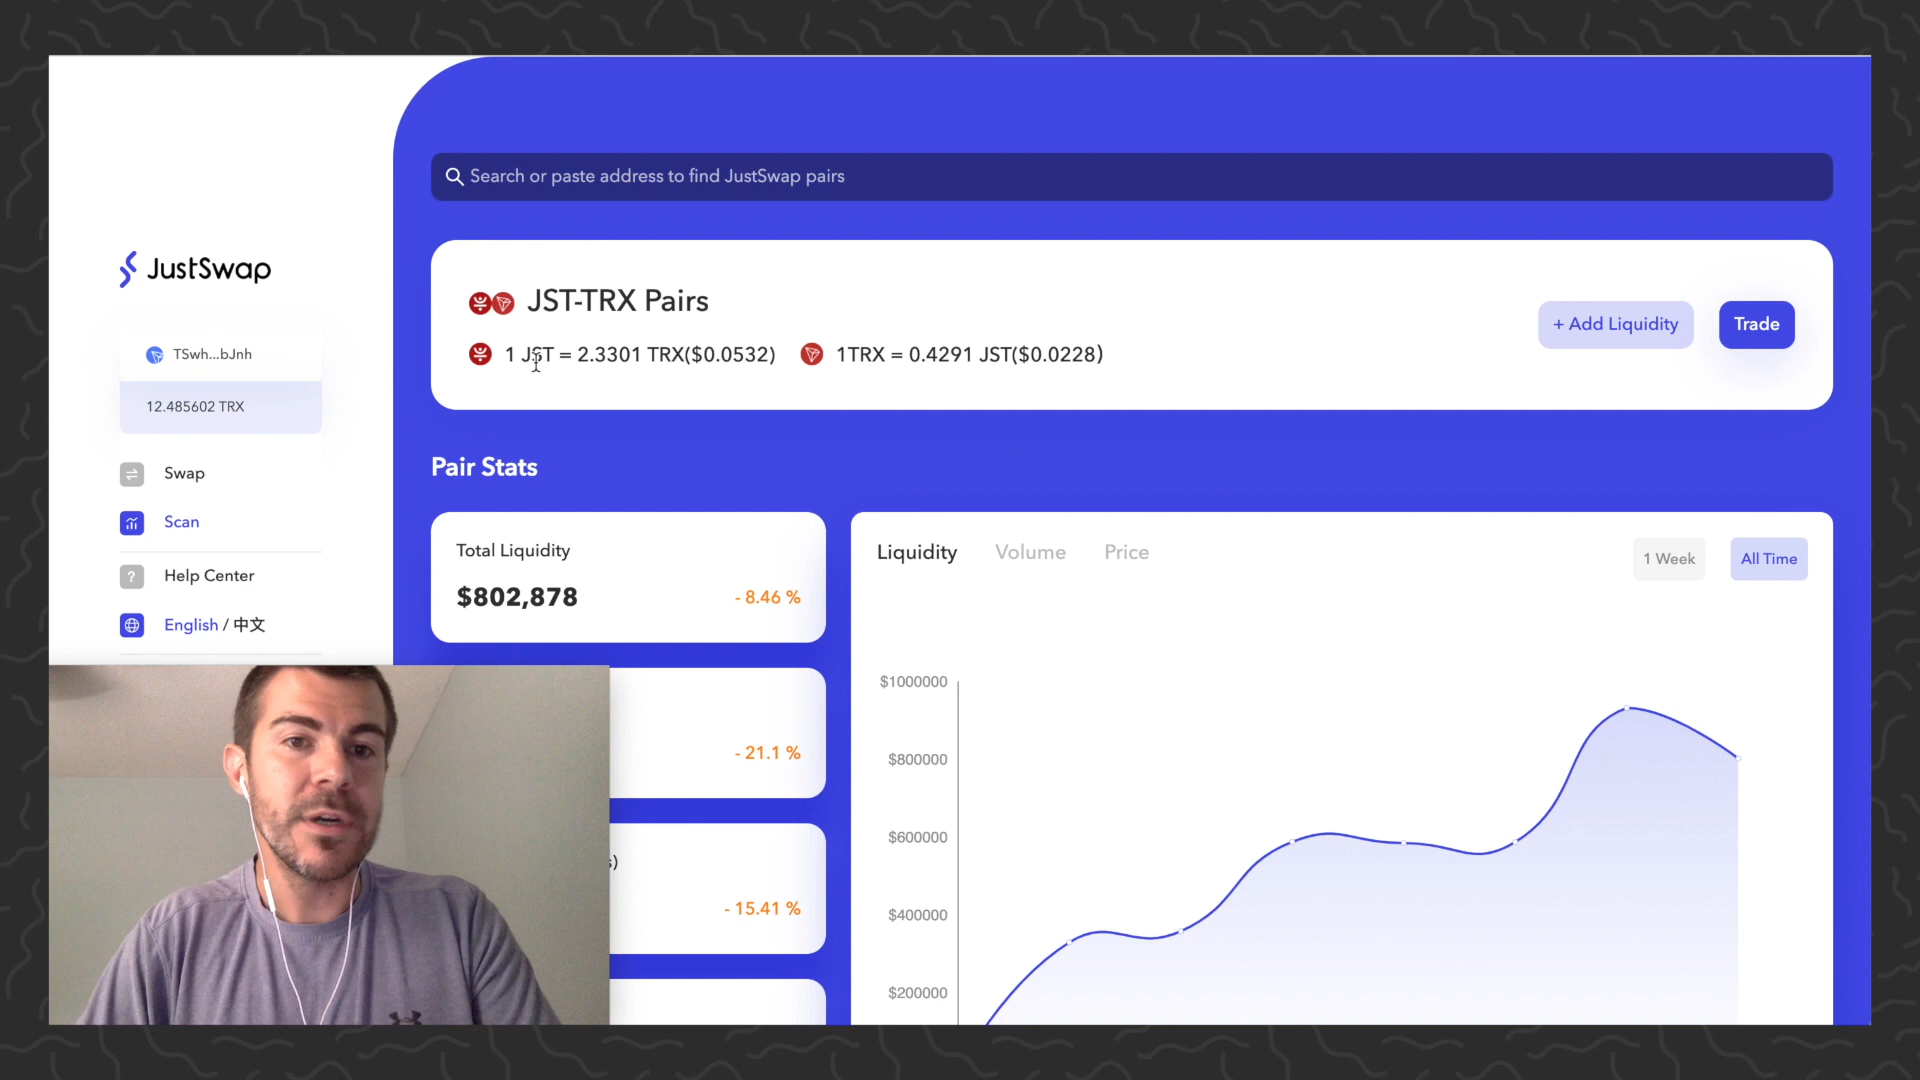 Search or paste address to find JustSwap pairs
JustSwap
JST-TRX Pairs
1 JST = 2.3301 TRX($0.0532)
1TRX = 0.4291 JST($0.0228)
+ Add Liquidity
Trade
TSwh...bJnh
12.485602 TRX
Swap
Scan
Help Center
English / 中文
Pair Stats
Total Liquidity
$802,878
- 8.46 %
- 21.1 %
s)
- 15.41 %
Liquidity
Volume
Price
1 Week
All Time
$1000000
$800000
$600000
$400000
$200000